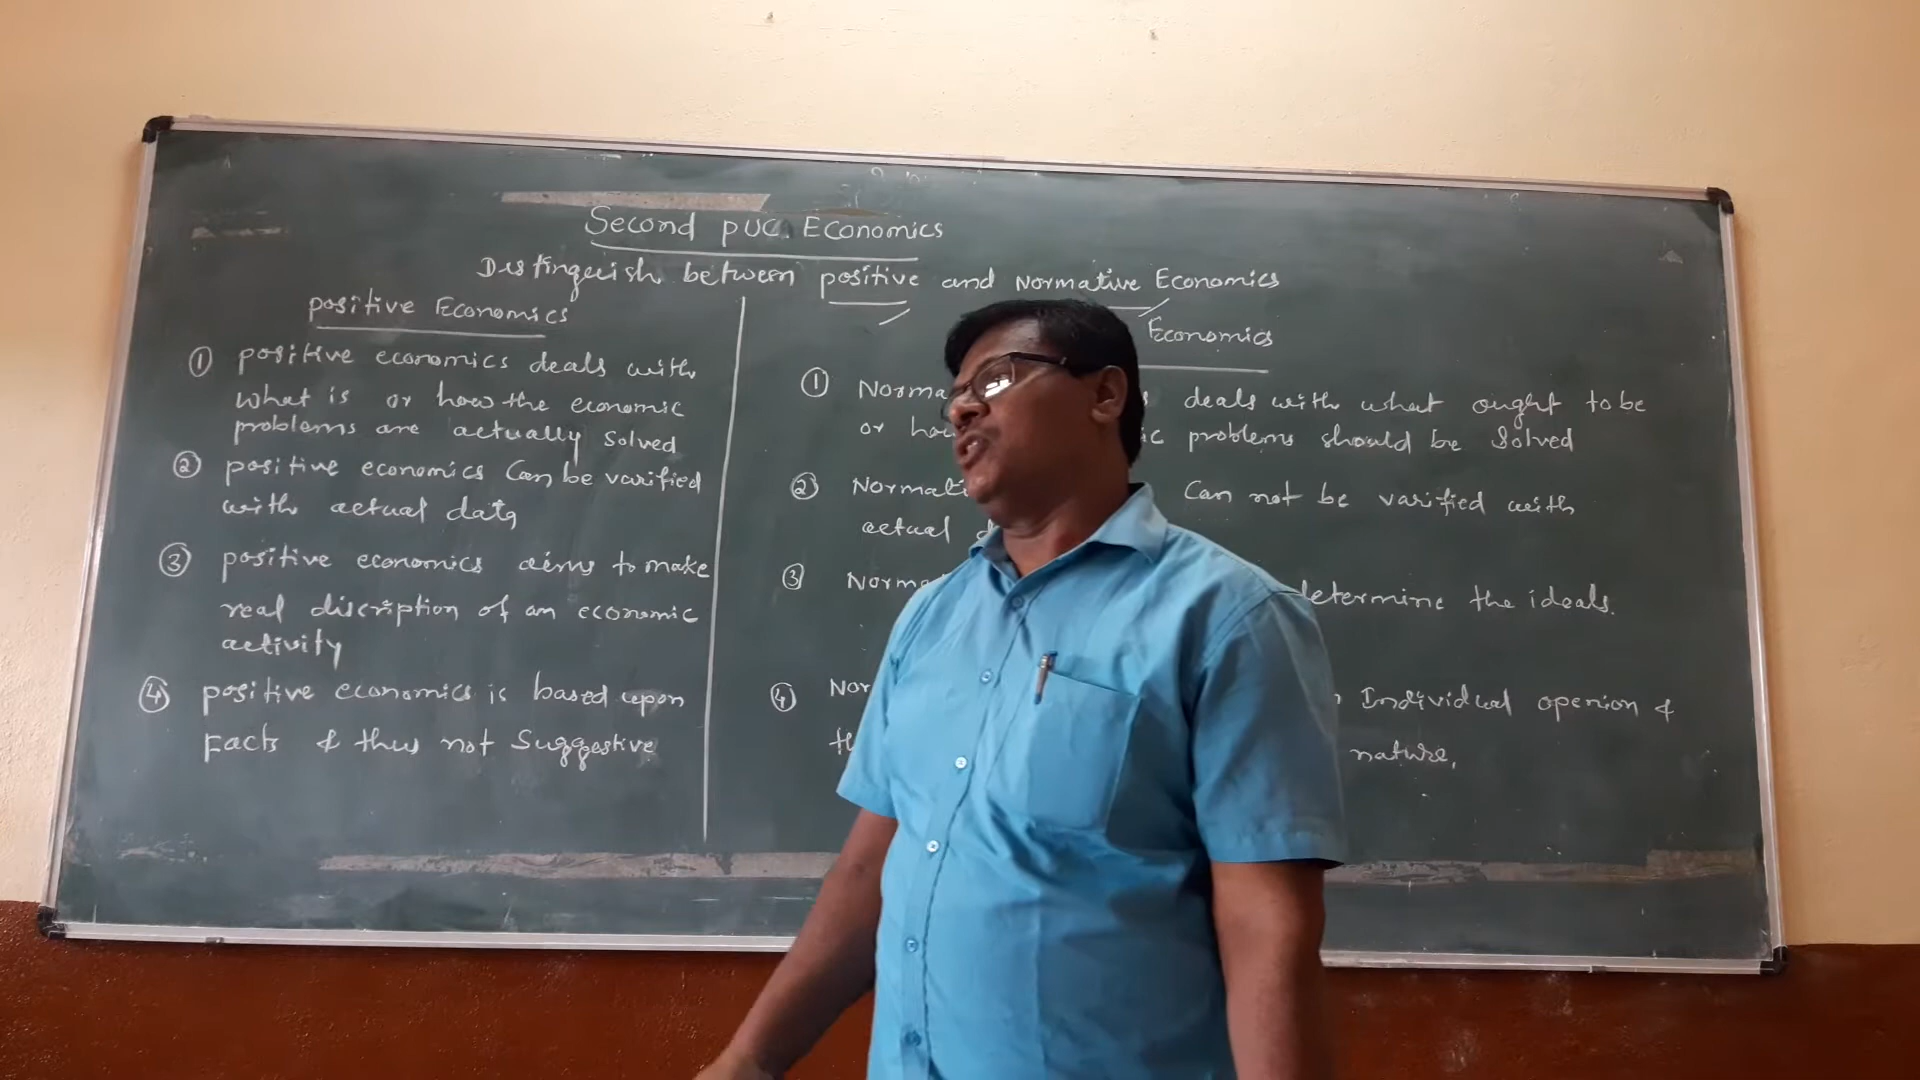 Second PUC. Economics
Distinguish between positive and Normative Economics
positive Economics
① positive economics deals with
what is or how the economic
problems are actually solved
② positive economics Can be varified
with actual data
③ positive economics aims to make
real discription of an economic
activity
④ positive economics is based upon
Facts & thus not Suggestive
Economics
① deals with what ought to be
or problems should be Solved
② Can not be varified with
actual
③ determine the ideals.
④ Individual openion &
nature,